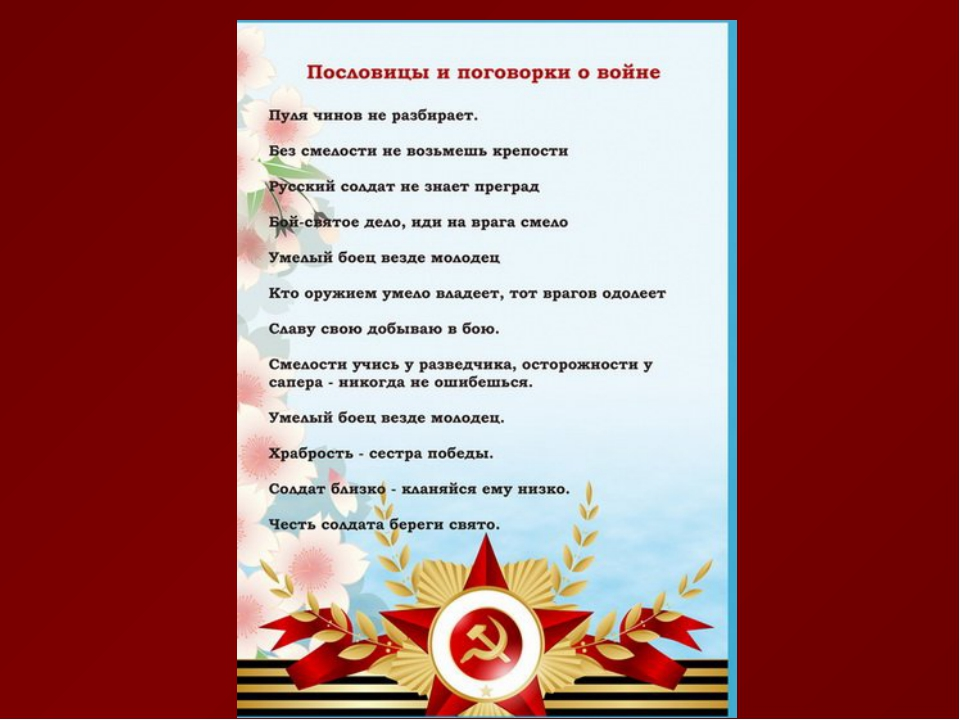 Пословицы и поговорки о войне
Пуля чинов не разбирает.
Без смелости не возьмешь крепости
Русский солдат не знает преград
Бой-святое дело, иди на врага смело
Умелый боец везде молодец
Кто оружием умело владеет, тот врагов одолеет
Славу свою добываю в бою.
Смелости учись у разведчика, осторожности у
сапера - никогда не ошибешься.
Умелый боец везде молодец.
Храбрость - сестра победы.
Солдат близко - кланяйся ему низко.
Честь солдата береги свято.